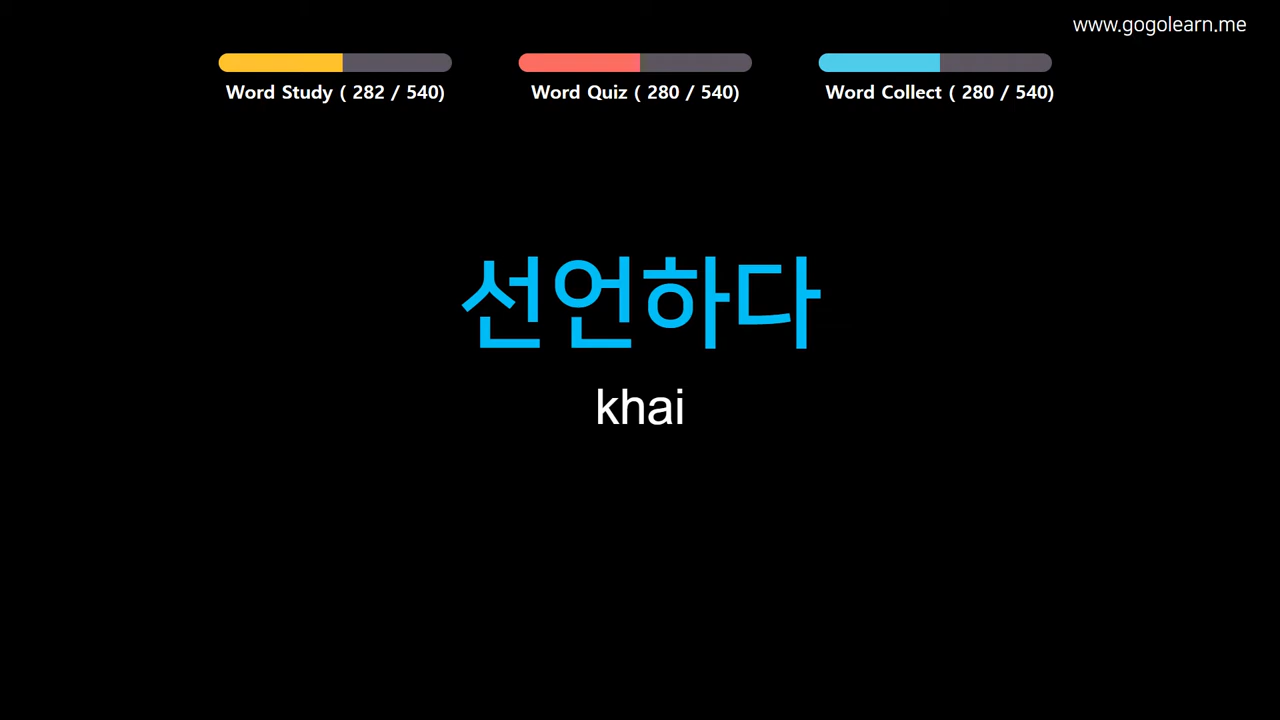 www.gogolearn.me
Word Study ( 282 / 540)
Word Quiz ( 280 / 540)
Word Collect ( 280 / 540)
선언하다
khai